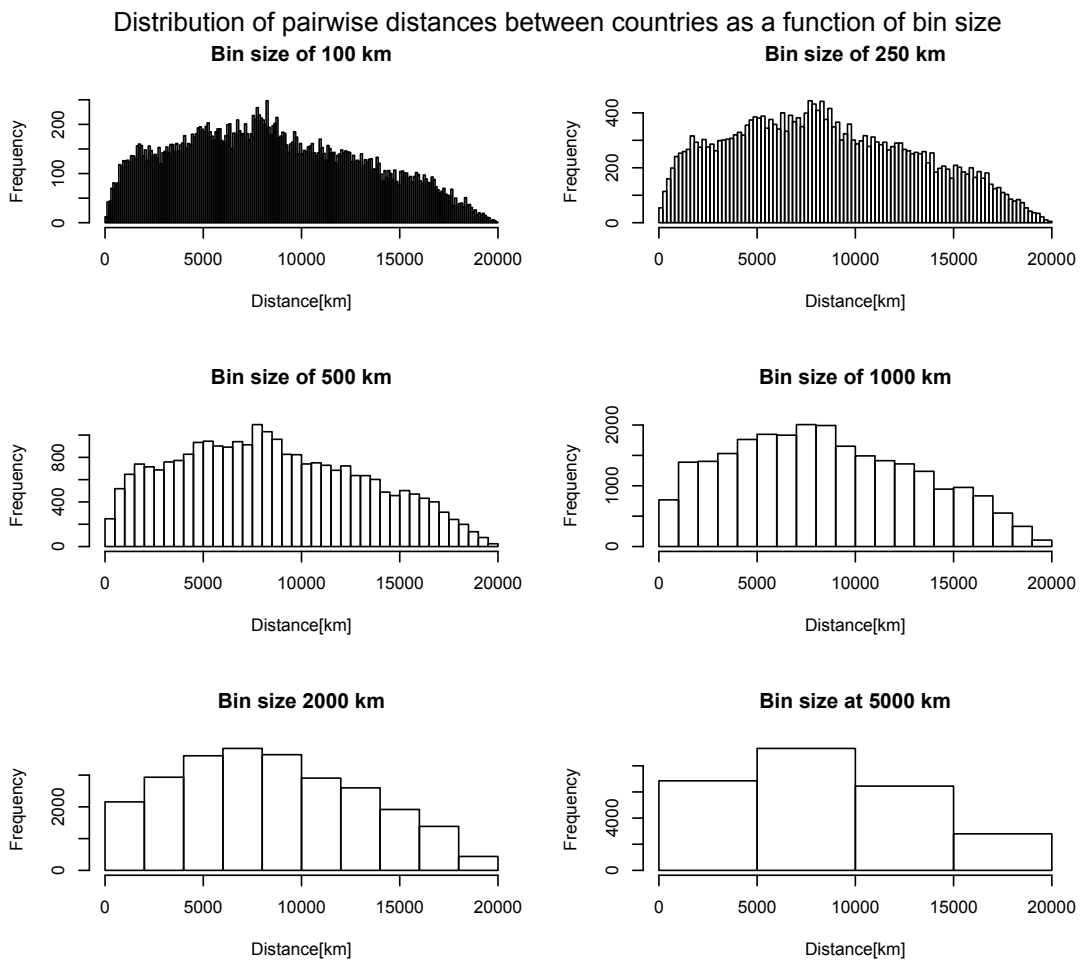 Distribution of pairwise distances between countries as a function of bin size
Bin size of 100 km
Frequency
0 100 200
0 5000 10000 15000 20000
Distance[km]
Bin size of 250 km
Frequency
0 200 400
0 5000 10000 15000 20000
Distance[km]
Bin size of 500 km
Frequency
0 400 800
0 5000 10000 15000 20000
Distance[km]
Bin size of 1000 km
Frequency
0 1000 2000
0 5000 10000 15000 20000
Distance[km]
Bin size 2000 km
Frequency
0 2000
0 5000 10000 15000 20000
Distance[km]
Bin size at 5000 km
Frequency
0 4000
0 5000 10000 15000 20000
Distance[km]